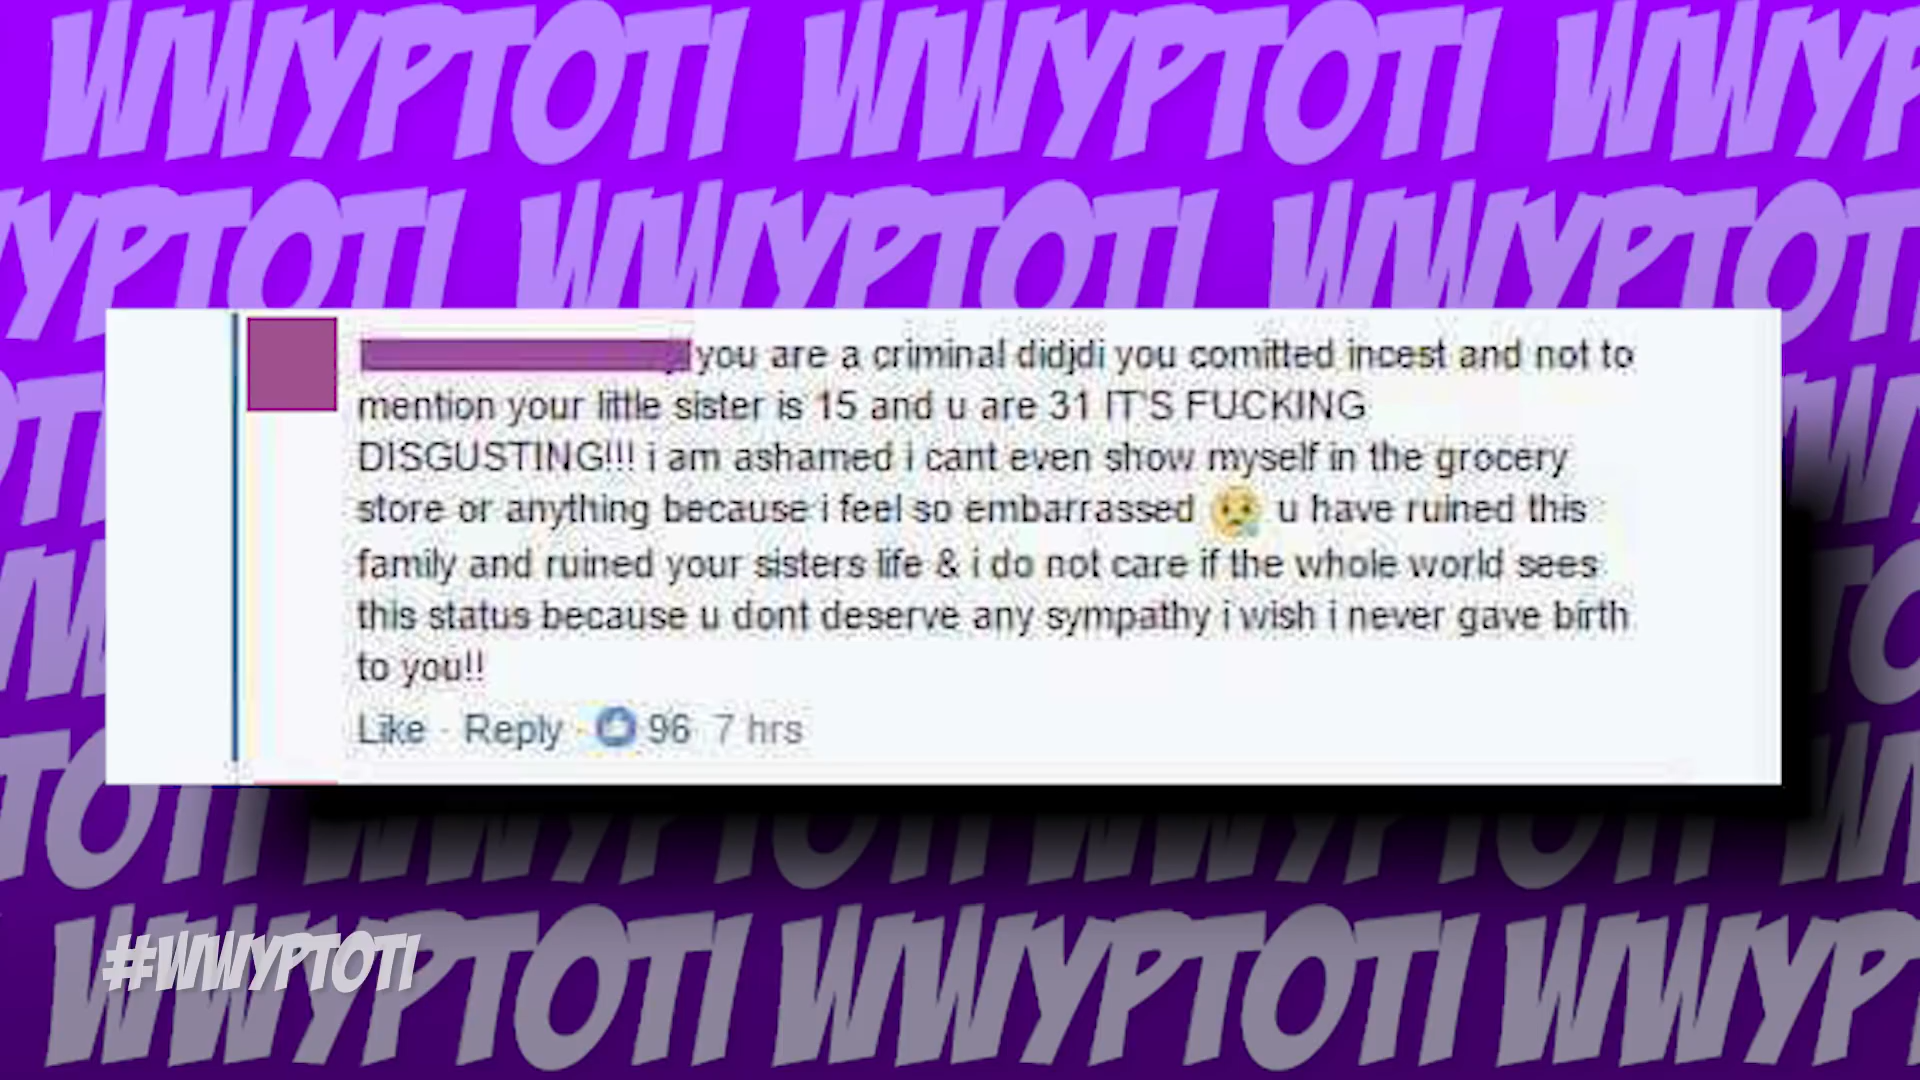 WWYPTOTI WWYPTOTI WWYP
YPTOTI WWYPTOTI WWYPTOTI
you are a criminal didjdi you comitted incest and not to
mention your little sister is 15 and u are 31 IT'S FUCKING
DISGUSTING!!! i am ashamed i cant even show myself in the grocery
store or anything because i feel so embarrassed 😢 u have ruined this
family and ruined your sisters life & i do not care if the whole world sees
this status because u dont deserve any sympathy i wish i never gave birth
to you!!
Like · Reply · 96 7 hrs
TOTI WWYPTOTI WWYPTOTI WW
#WWYPTOTI
WWYPTOTI WWYPTOTI WWYP